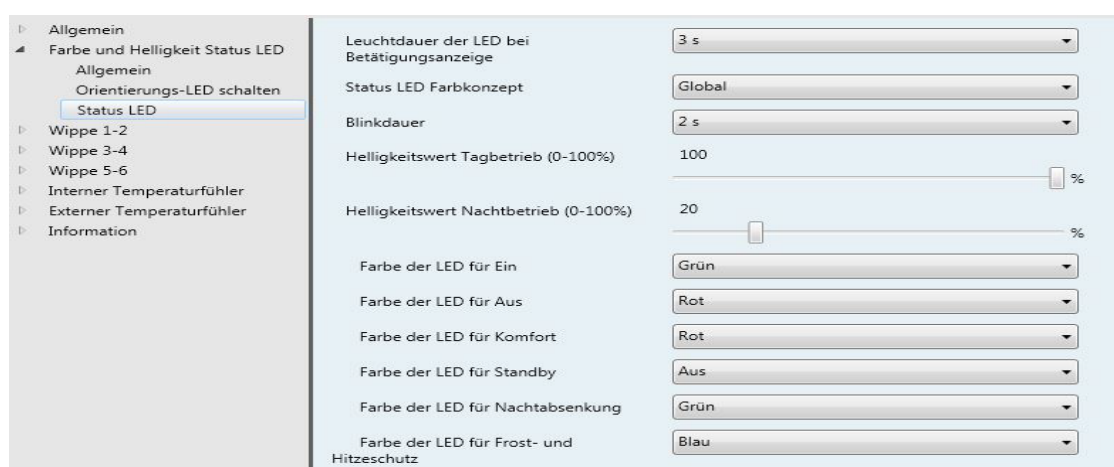 Allgemein
Farbe und Helligkeit Status LED
Allgemein
Orientierungs-LED schalten
Status LED
Wippe 1-2
Wippe 3-4
Wippe 5-6
Interner Temperaturfühler
Externer Temperaturfühler
Information
Leuchtdauer der LED bei
Betätigungsanzeige
3 s
Status LED Farbkonzept
Global
Blinkdauer
2 s
Helligkeitswert Tagbetrieb (0-100%)
100
%
Helligkeitswert Nachtbetrieb (0-100%)
20
%
Farbe der LED für Ein
Grün
Farbe der LED für Aus
Rot
Farbe der LED für Komfort
Rot
Farbe der LED für Standby
Aus
Farbe der LED für Nachtabsenkung
Grün
Farbe der LED für Frost- und
Hitzeschutz
Blau